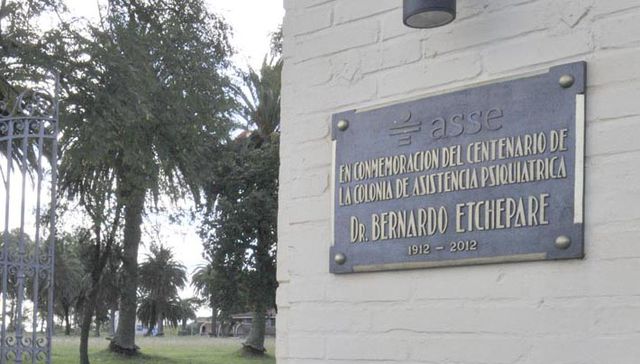 asse
EN CONMEMORACION DEL CENTENARIO DE
LA COLONIA DE ASISTENCIA PSIQUIATRICA
DR. BERNARDO ETCHEPARE
1912 - 2012